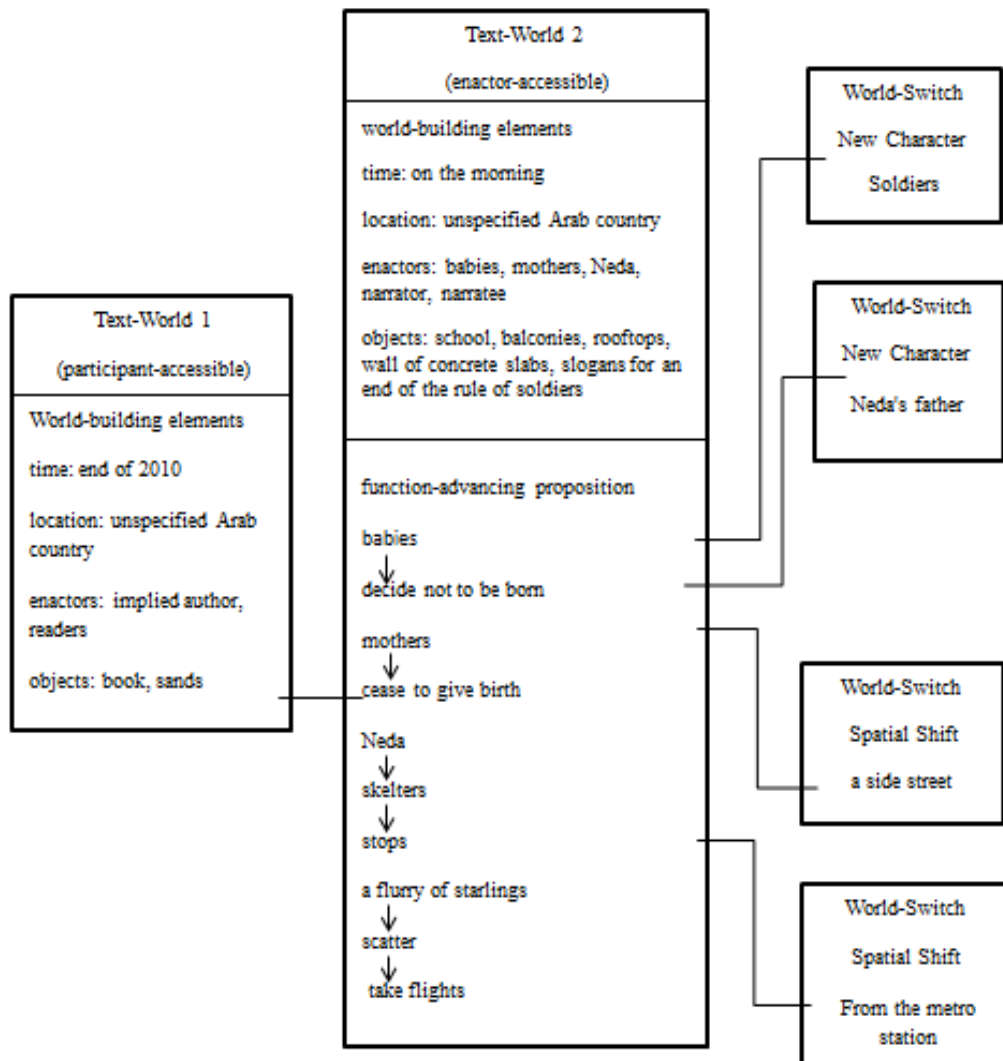 Text-World 1
(participant-accessible)
World-building elements
time: end of 2010
location: unspecified Arab
country
enactors: implied author,
readers
objects: book, sands
Text-World 2
(enactor-accessible)
world-building elements
time: on the morning
location: unspecified Arab country
enactors: babies, mothers, Neda,
narrator, narratee
objects: school, balconies, rooftops,
wall of concrete slabs, slogans for an
end of the rule of soldiers
function-advancing proposition
babies
decide not to be born
mothers
cease to give birth
Neda
skelters
stops
a flurry of starlings
scatter
take flights
World-Switch
New Character
Soldiers
World-Switch
New Character
Neda's father
World-Switch
Spatial Shift
a side street
World-Switch
Spatial Shift
From the metro
station